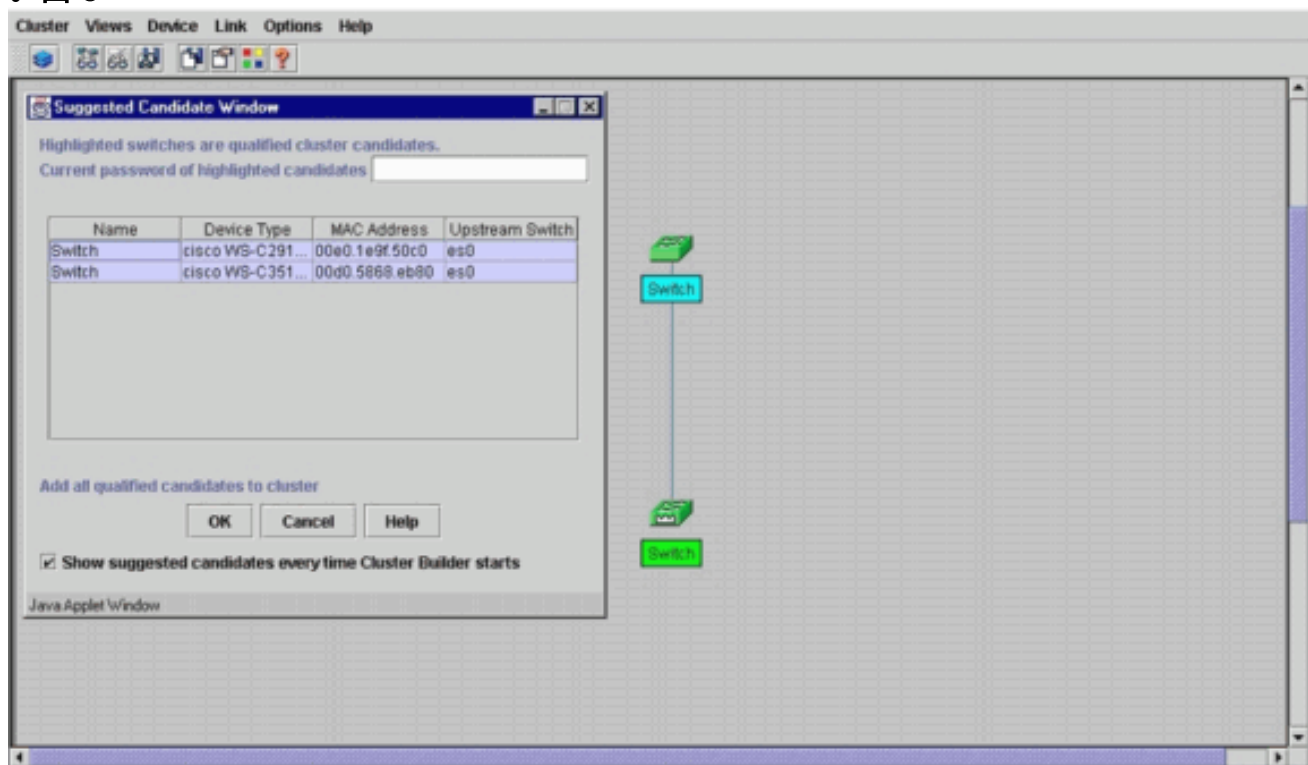 Cluster Views Device Link Options Help
Suggested Candidate Window
Highlighted switches are qualified cluster candidates.
Current password of highlighted candidates
Name Device Type MAC Address Upstream Switch
Switch cisco WS-C291... 00e0.1e9f.50c0 es0
Switch cisco WS-C351... 00d0.5868.eb80 es0
Add all qualified candidates to cluster
OK Cancel Help
Show suggested candidates every time Cluster Builder starts
Java Applet Window
Switch
Switch